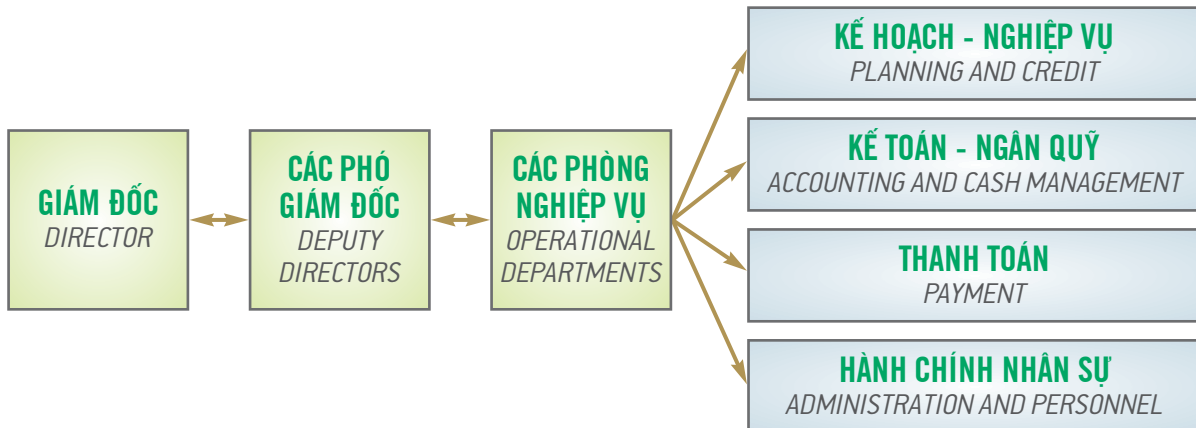 GIÁM ĐỐC
DIRECTOR
CÁC PHÓ
GIÁM ĐỐC
DEPUTY
DIRECTORS
CÁC PHÒNG
NGHIỆP VỤ
OPERATIONAL
DEPARTMENTS
KẾ HOẠCH - NGHIỆP VỤ
PLANNING AND CREDIT
KẾ TOÁN - NGÂN QUỸ
ACCOUNTING AND CASH MANAGEMENT
THANH TOÁN
PAYMENT
HÀNH CHÍNH NHÂN SỰ
ADMINISTRATION AND PERSONNEL